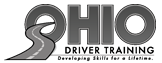 OHIO
DRIVER TRAINING
Developing Skills for a Lifetime.